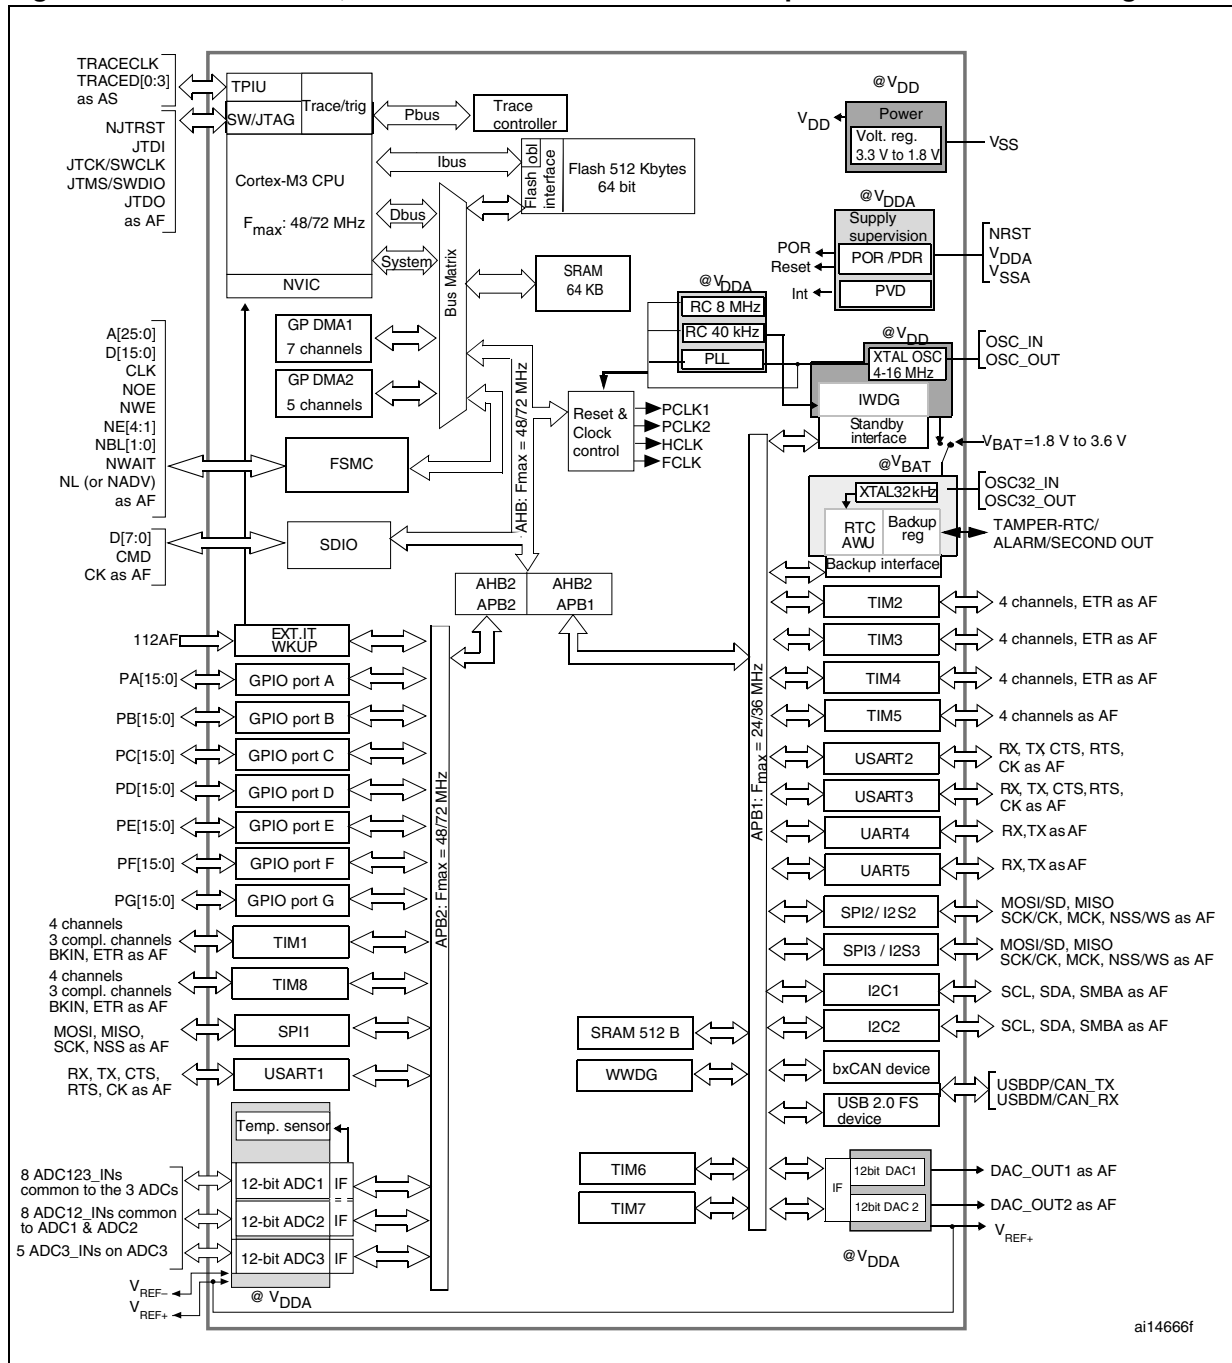 TRACECLK
TRACED[0:3]
as AS
NJTRST
JTDI
JTCK/SWCLK
JTMS/SWDIO
JTDO
as AF
TPIU
SW/JTAG
Trace/trig
Pbus
Trace
controller
Cortex-M3 CPU
Fmax: 48/72 MHz
NVIC
Ibus
Dbus
System
Flash obl
interface
Flash 512 Kbytes
64 bit
Bus Matrix
SRAM
64 KB
GP DMA1
7 channels
GP DMA2
5 channels
@VDD
Power
VDD
Volt. reg.
3.3 V to 1.8 V
VSS
@VDDA
Supply
supervision
POR
Reset
POR /PDR
Int
PVD
NRST
VDDA
VSSA
@VDDA
RC 8 MHz
RC 40 kHz
PLL
@VDD
XTAL OSC
4-16 MHz
OSC_IN
OSC_OUT
IWDG
Standby
interface
Reset &
Clock
control
PCLK1
PCLK2
HCLK
FCLK
VBAT=1.8 V to 3.6 V
@VBAT
XTAL32kHz
OSC32_IN
OSC32_OUT
RTC
AWU
Backup
reg
TAMPER-RTC/
ALARM/SECOND OUT
Backup interface
A[25:0]
D[15:0]
CLK
NOE
NWE
NE[4:1]
NBL[1:0]
NWAIT
NL (or NADV)
as AF
FSMC
AHB: Fmax = 48/72 MHz
D[7:0]
CMD
CK as AF
SDIO
AHB2
APB2
AHB2
APB1
112AF
EXT.IT
WKUP
PA[15:0]
GPIO port A
PB[15:0]
GPIO port B
PC[15:0]
GPIO port C
PD[15:0]
GPIO port D
PE[15:0]
GPIO port E
PF[15:0]
GPIO port F
PG[15:0]
GPIO port G
4 channels
3 compl. channels
BKIN, ETR as AF
TIM1
4 channels
3 compl. channels
BKIN, ETR as AF
TIM8
MOSI, MISO,
SCK, NSS as AF
SPI1
RX, TX, CTS,
RTS, CK as AF
USART1
Temp. sensor
8 ADC123_INs
common to the 3 ADCs
12-bit ADC1 IF
8 ADC12_INs common
to ADC1 & ADC2
12-bit ADC2 IF
5 ADC3_INs on ADC3
12-bit ADC3 IF
VREF–
VREF+
@ VDDA
APB2: Fmax = 48/72 MHz
APB1: Fmax = 24/36 MHz
TIM2
4 channels, ETR as AF
TIM3
4 channels, ETR as AF
TIM4
4 channels, ETR as AF
TIM5
4 channels as AF
USART2
RX, TX CTS, RTS,
CK as AF
USART3
RX, TX, CTS, RTS,
CK as AF
UART4
RX,TX as AF
UART5
RX,TX as AF
SPI2/ I2S2
MOSI/SD, MISO
SCK/CK, MCK, NSS/WS as AF
SPI3 / I2S3
MOSI/SD, MISO
SCK/CK, MCK, NSS/WS as AF
I2C1
SCL, SDA, SMBA as AF
I2C2
SCL, SDA, SMBA as AF
SRAM 512 B
WWDG
bxCAN device
USB 2.0 FS
device
USBDP/CAN_TX
USBDM/CAN_RX
TIM6
TIM7
IF
12bit DAC1
DAC_OUT1 as AF
12bit DAC 2
DAC_OUT2 as AF
VREF+
@VDDA
ai14666f